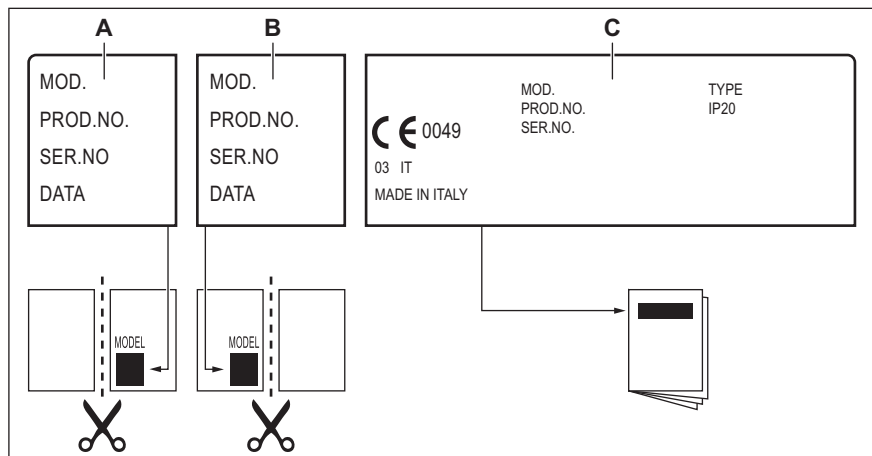 A
B
C
MOD.
PROD.NO.
SER.NO
DATA
MOD.
PROD.NO.
SER.NO
DATA
MOD.
PROD.NO.
SER.NO.
TYPE
IP20
CE 0049
03 IT
MADE IN ITALY
MODEL
MODEL